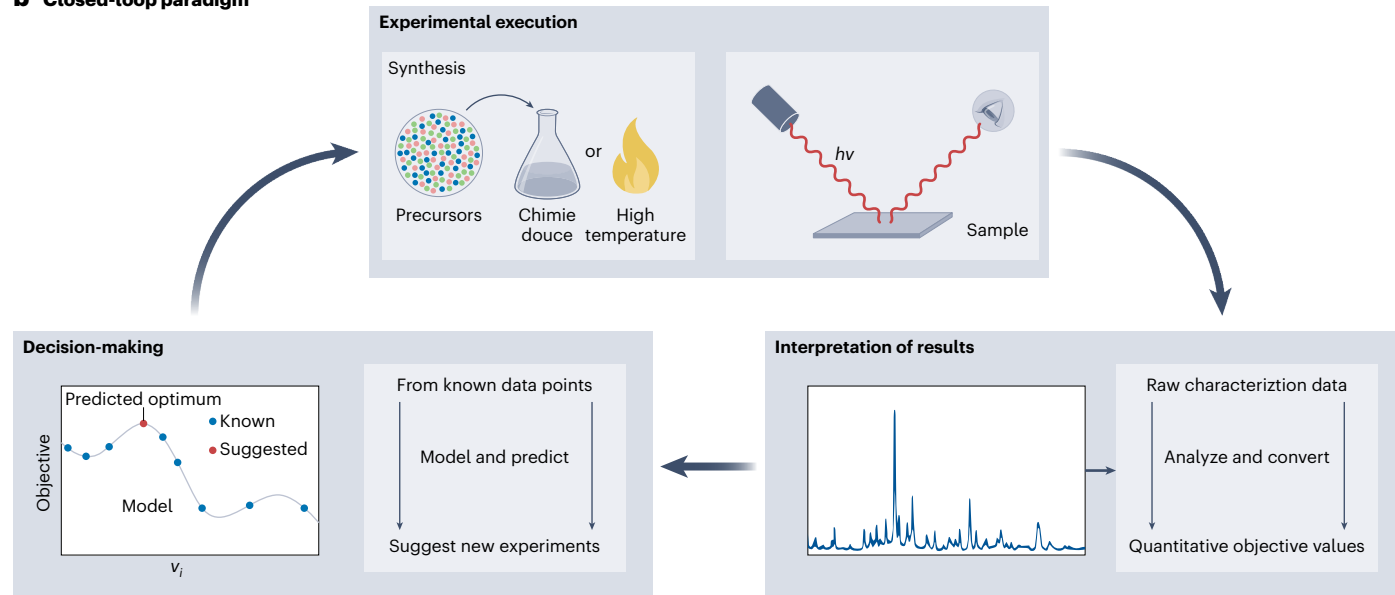 b Closed-loop paradigm
Experimental execution
Synthesis
or
Precursors
Chimie
douce
High
temperature
hv
Sample
Decision-making
Predicted optimum
Known
Suggested
Objective
Model
vi
From known data points
Model and predict
Suggest new experiments
Interpretation of results
Raw characteriztion data
Analyze and convert
Quantitative objective values